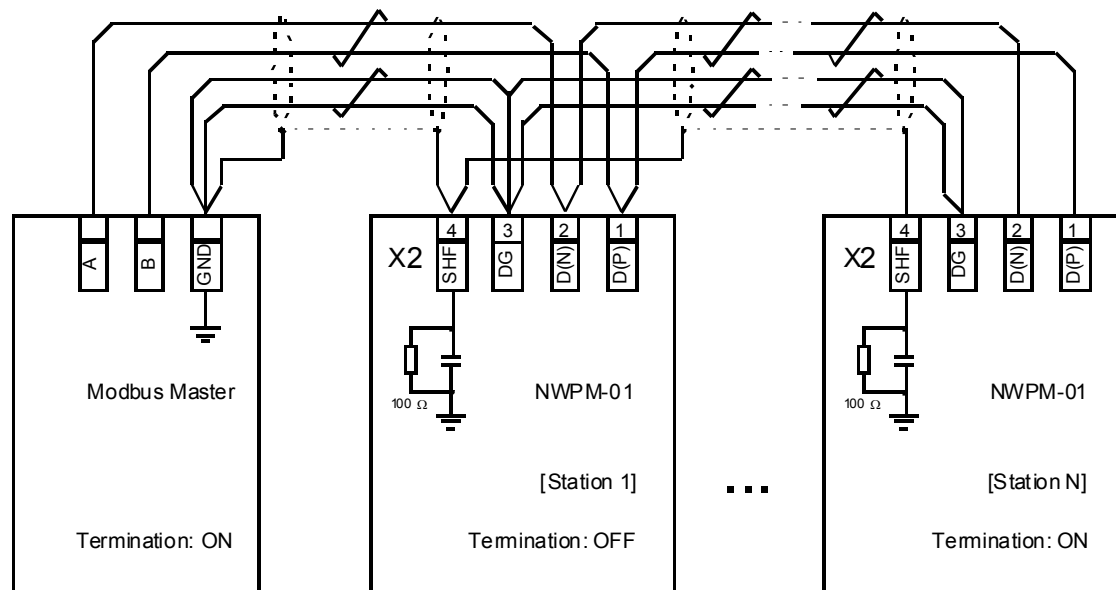 A
B
GND
Modbus Master
Termination: ON
X2
4
3
2
1
SHF
DG
D(N)
D(P)
100 Ω
NWPM-01
[Station 1]
Termination: OFF
...
X2
4
3
2
1
SHF
DG
D(N)
D(P)
100 Ω
NWPM-01
[Station N]
Termination: ON